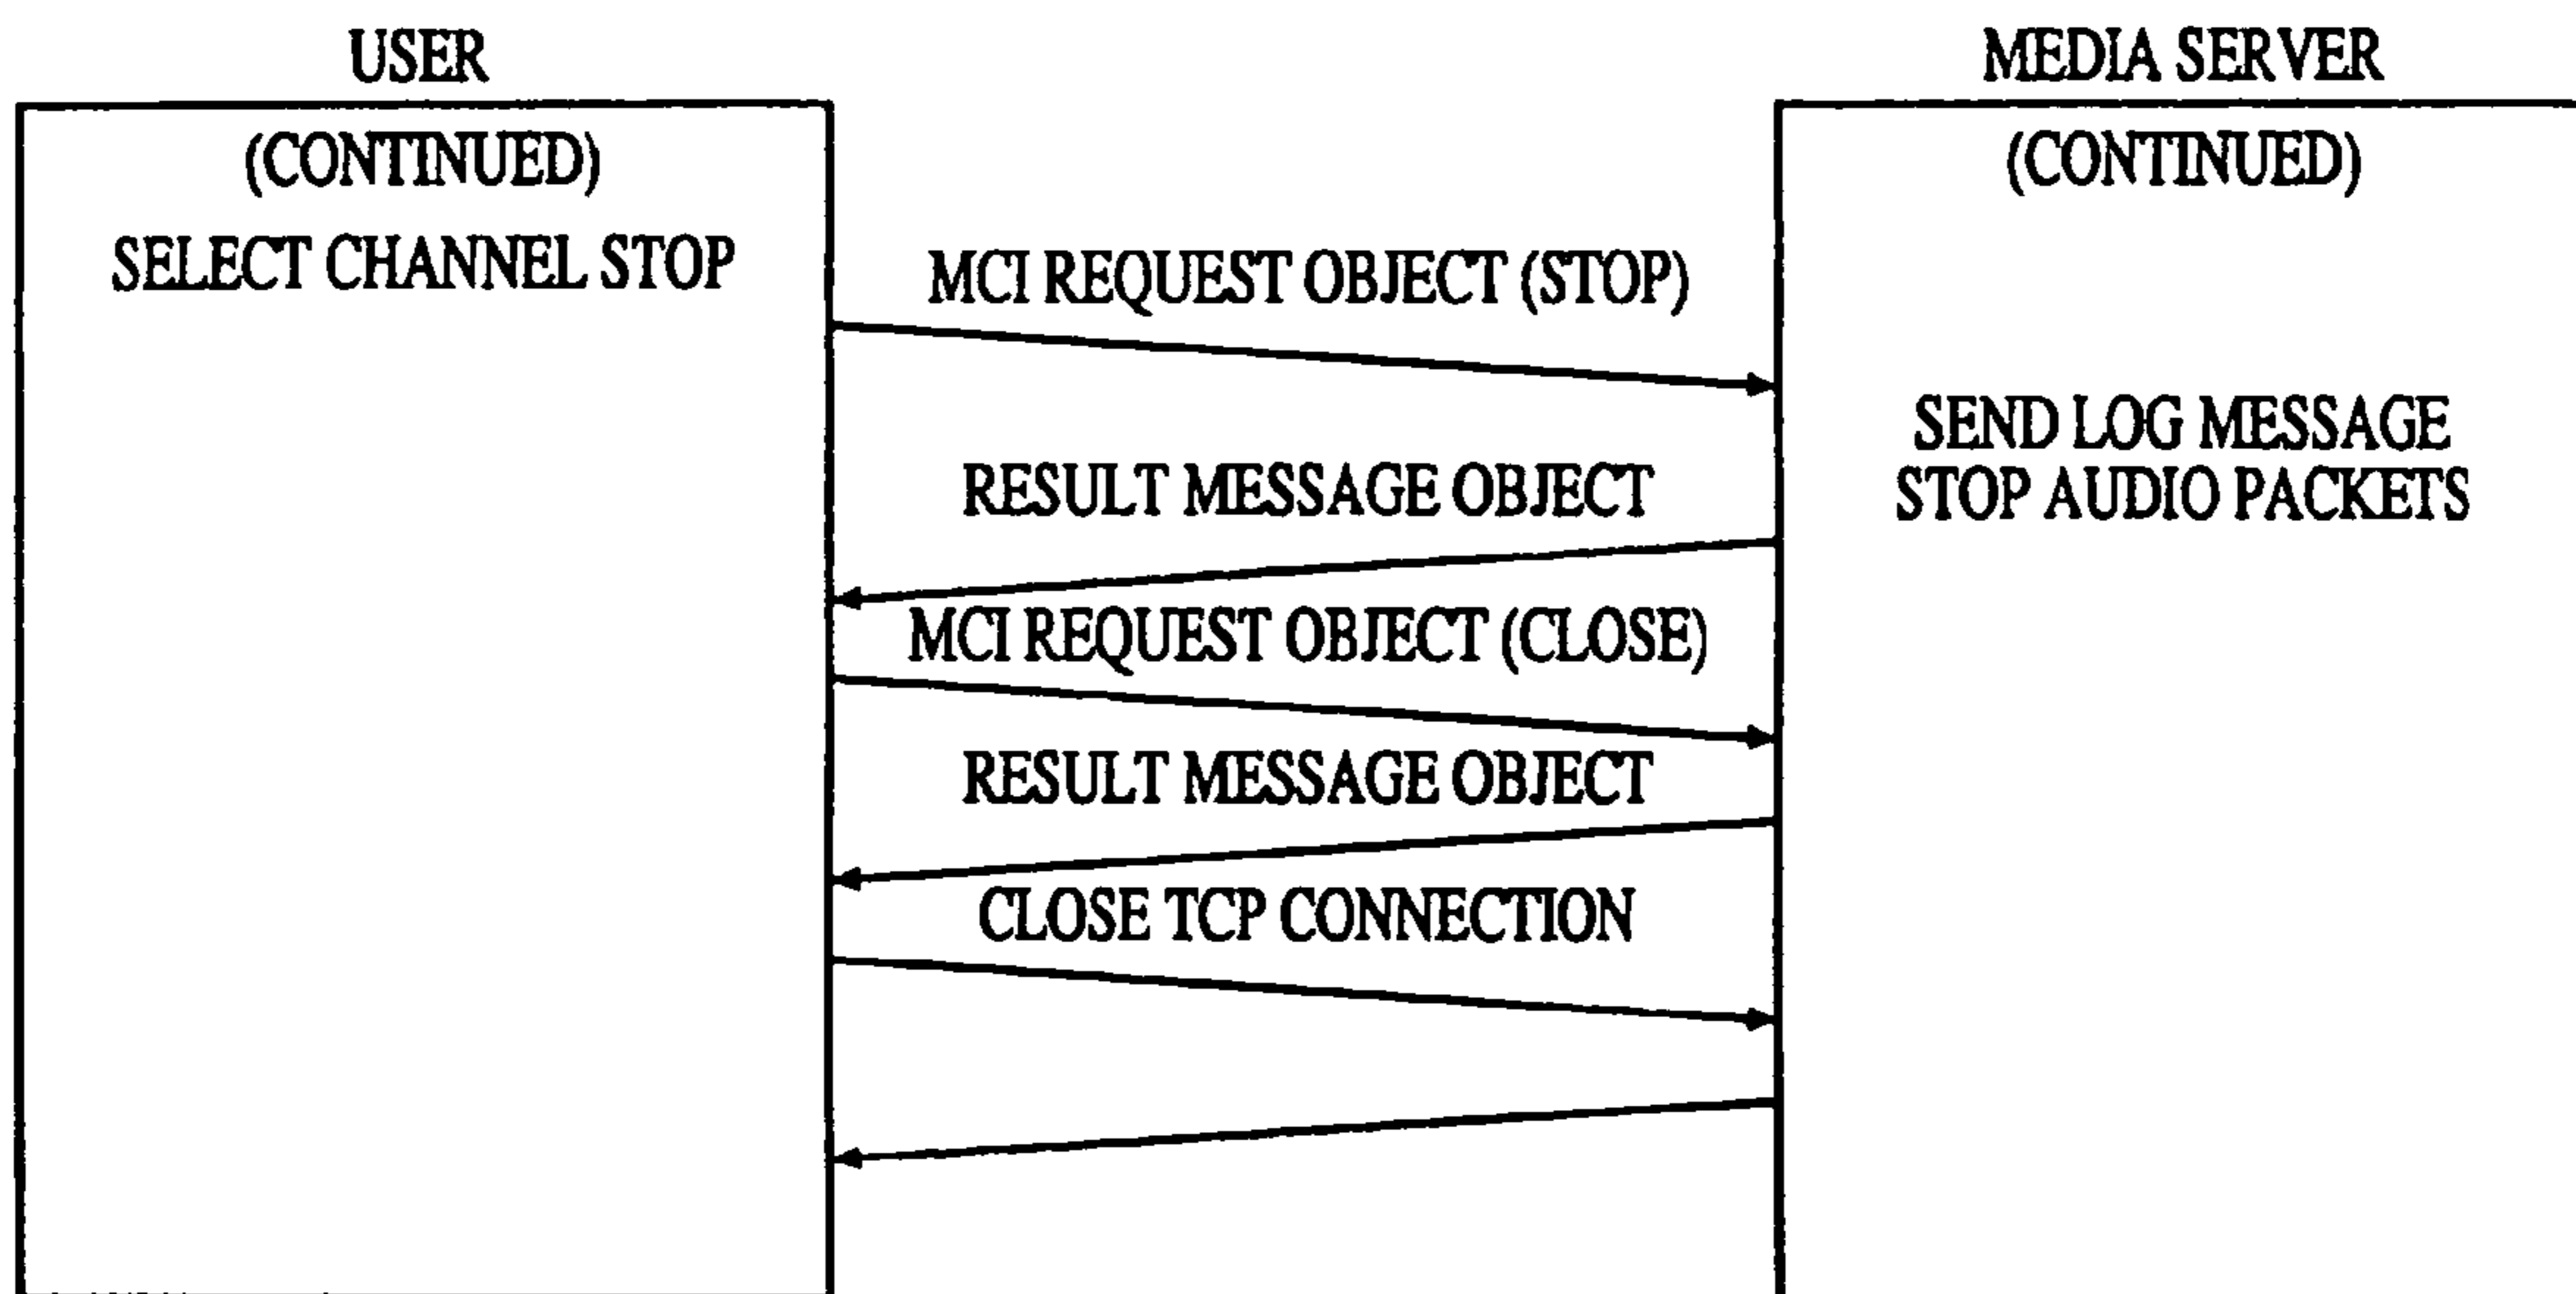 USER
MEDIA SERVER
(CONTINUED)
(CONTINUED)
SELECT CHANNEL STOP
MCI REQUEST OBJECT (STOP)
SEND LOG MESSAGE
STOP AUDIO PACKETS
RESULT MESSAGE OBJECT
MCI REQUEST OBJECT (CLOSE)
RESULT MESSAGE OBJECT
CLOSE TCP CONNECTION